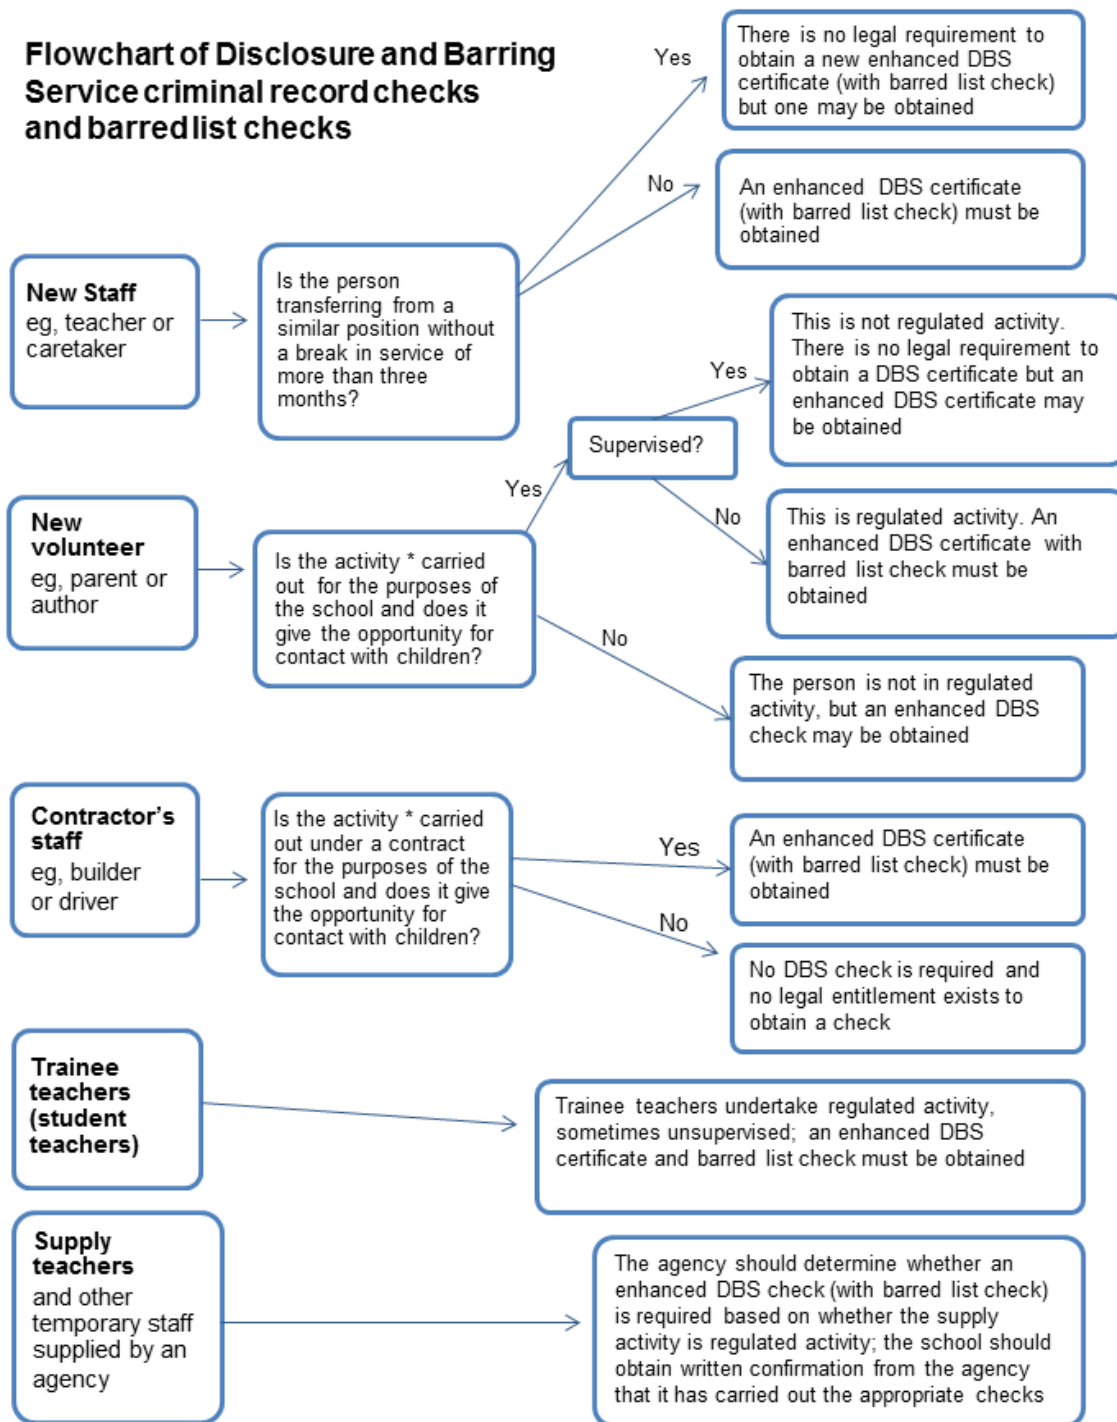 Flowchart of Disclosure and Barring
Service criminal record checks
and barred list checks
Yes
There is no legal requirement to
obtain a new enhanced DBS
certificate (with barred list check)
but one may be obtained
No
An enhanced DBS certificate
(with barred list check) must be
obtained
New Staff
eg, teacher or
caretaker
Is the person
transferring from a
similar position without
a break in service of
more than three
months?
This is not regulated activity.
There is no legal requirement to
obtain a DBS certificate but an
enhanced DBS certificate may
be obtained
Yes
Supervised?
Yes
No
This is regulated activity. An
enhanced DBS certificate with
barred list check must be
obtained
New
volunteer
eg, parent or
author
Is the activity * carried
out for the purposes of
the school and does it
give the opportunity for
contact with children?
No
The person is not in regulated
activity, but an enhanced DBS
check may be obtained
Contractor's
staff
eg, builder
or driver
Is the activity * carried
out under a contract
for the purposes of the
school and does it give
the opportunity for
contact with children?
Yes
An enhanced DBS certificate
(with barred list check) must be
obtained
No
No DBS check is required and
no legal entitlement exists to
obtain a check
Trainee
teachers
(student
teachers)
Trainee teachers undertake regulated activity,
sometimes unsupervised; an enhanced DBS
certificate and barred list check must be obtained
Supply
teachers
and other
temporary staff
supplied by an
agency
The agency should determine whether an
enhanced DBS check (with barred list check)
is required based on whether the supply
activity is regulated activity; the school should
obtain written confirmation from the agency
that it has carried out the appropriate checks